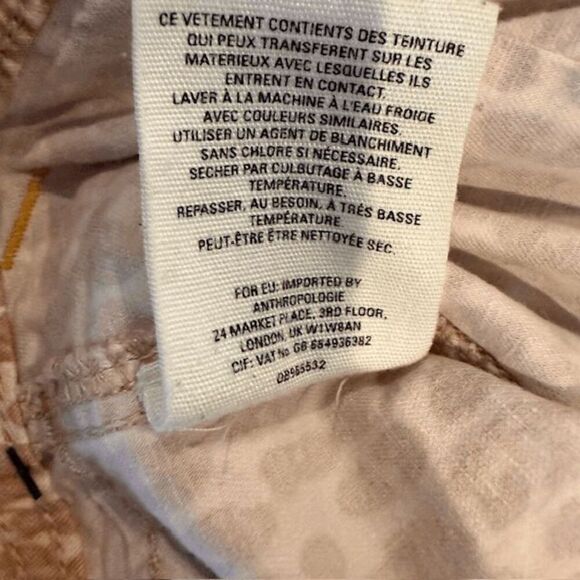 CE VETEMENT CONTIENTS DES TEINTURE
QUI PEUX TRANSFERENT SUR LES
MATERIEUX AVEC LESQUELLES ILS
ENTRENT EN CONTACT.
LAVER À LA MACHINE À L'EAU FROIDE
AVEC COULEURS SIMILAIRES.
UTILISER UN AGENT DE BLANCHIMENT
SANS CHLORE SI NÉCESSAIRE.
SECHER PAR CULBUTAGE À BASSE
TEMPÉRATURE.
REPASSER, AU BESOIN, À TRÉS BASSE
TEMPÉRATURE
PEUT-ÊTRE ÊTRE NETTOYÉE SEC.
FOR EU: IMPORTED BY
ANTHROPOLOGIE
24 MARKET PLACE, 3RD FLOOR,
LONDON, UK W1W8AN
CIF: VAT No GB 654936382
08955532